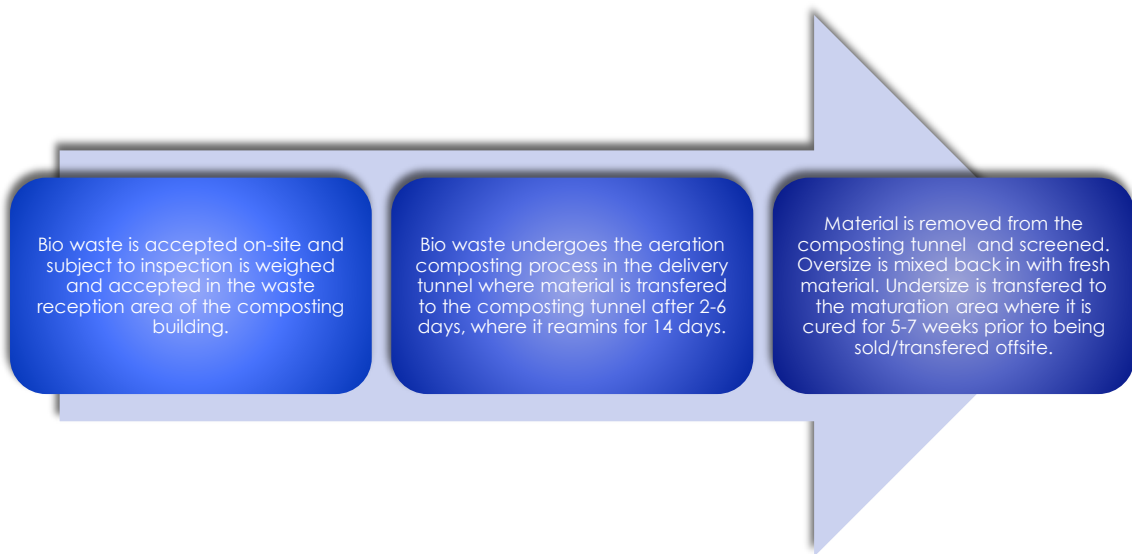 Bio waste is accepted on-site and
subject to inspection is weighed
and accepted in the waste
reception area of the composting
building.
Bio waste undergoes the aeration
composting process in the delivery
tunnel where material is transfered
to the composting tunnel after 2-6
days, where it reamins for 14 days.
Material is removed from the
composting tunnel and screened.
Oversize is mixed back in with fresh
material. Undersize is transfered to
the maturation area where it is
cured for 5-7 weeks prior to being
sold/transfered offsite.